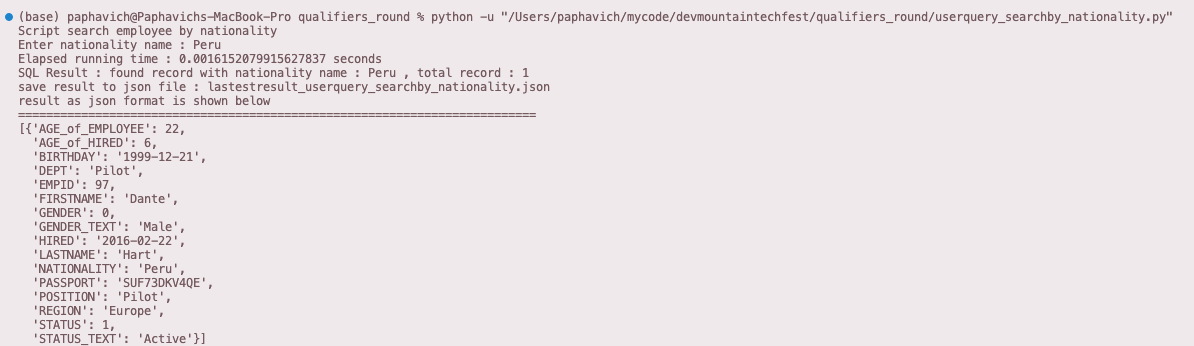 (base) paphavich@Paphavichs-MacBook-Pro qualifiers_round % python -u "/Users/paphavich/mycode/devmountaintechfest/qualifiers_round/userquery_searchby_nationality.py"
Script search employee by nationality
Enter nationality name : Peru
Elapsed running time : 0.0016152079915627837 seconds
SQL Result : found record with nationality name : Peru , total record : 1
save result to json file : lastestresult_userquery_searchby_nationality.json
result as json format is shown below
==========================================================================
[{'AGE_of_EMPLOYEE': 22,
'AGE_of_HIRED': 6,
'BIRTHDAY': '1999-12-21',
'DEPT': 'Pilot',
'EMPID': 97,
'FIRSTNAME': 'Dante',
'GENDER': 0,
'GENDER_TEXT': 'Male',
'HIRED': '2016-02-22',
'LASTNAME': 'Hart',
'NATIONALITY': 'Peru',
'PASSPORT': 'SUF73DKV4QE',
'POSITION': 'Pilot',
'REGION': 'Europe',
'STATUS': 1,
'STATUS_TEXT': 'Active'}]